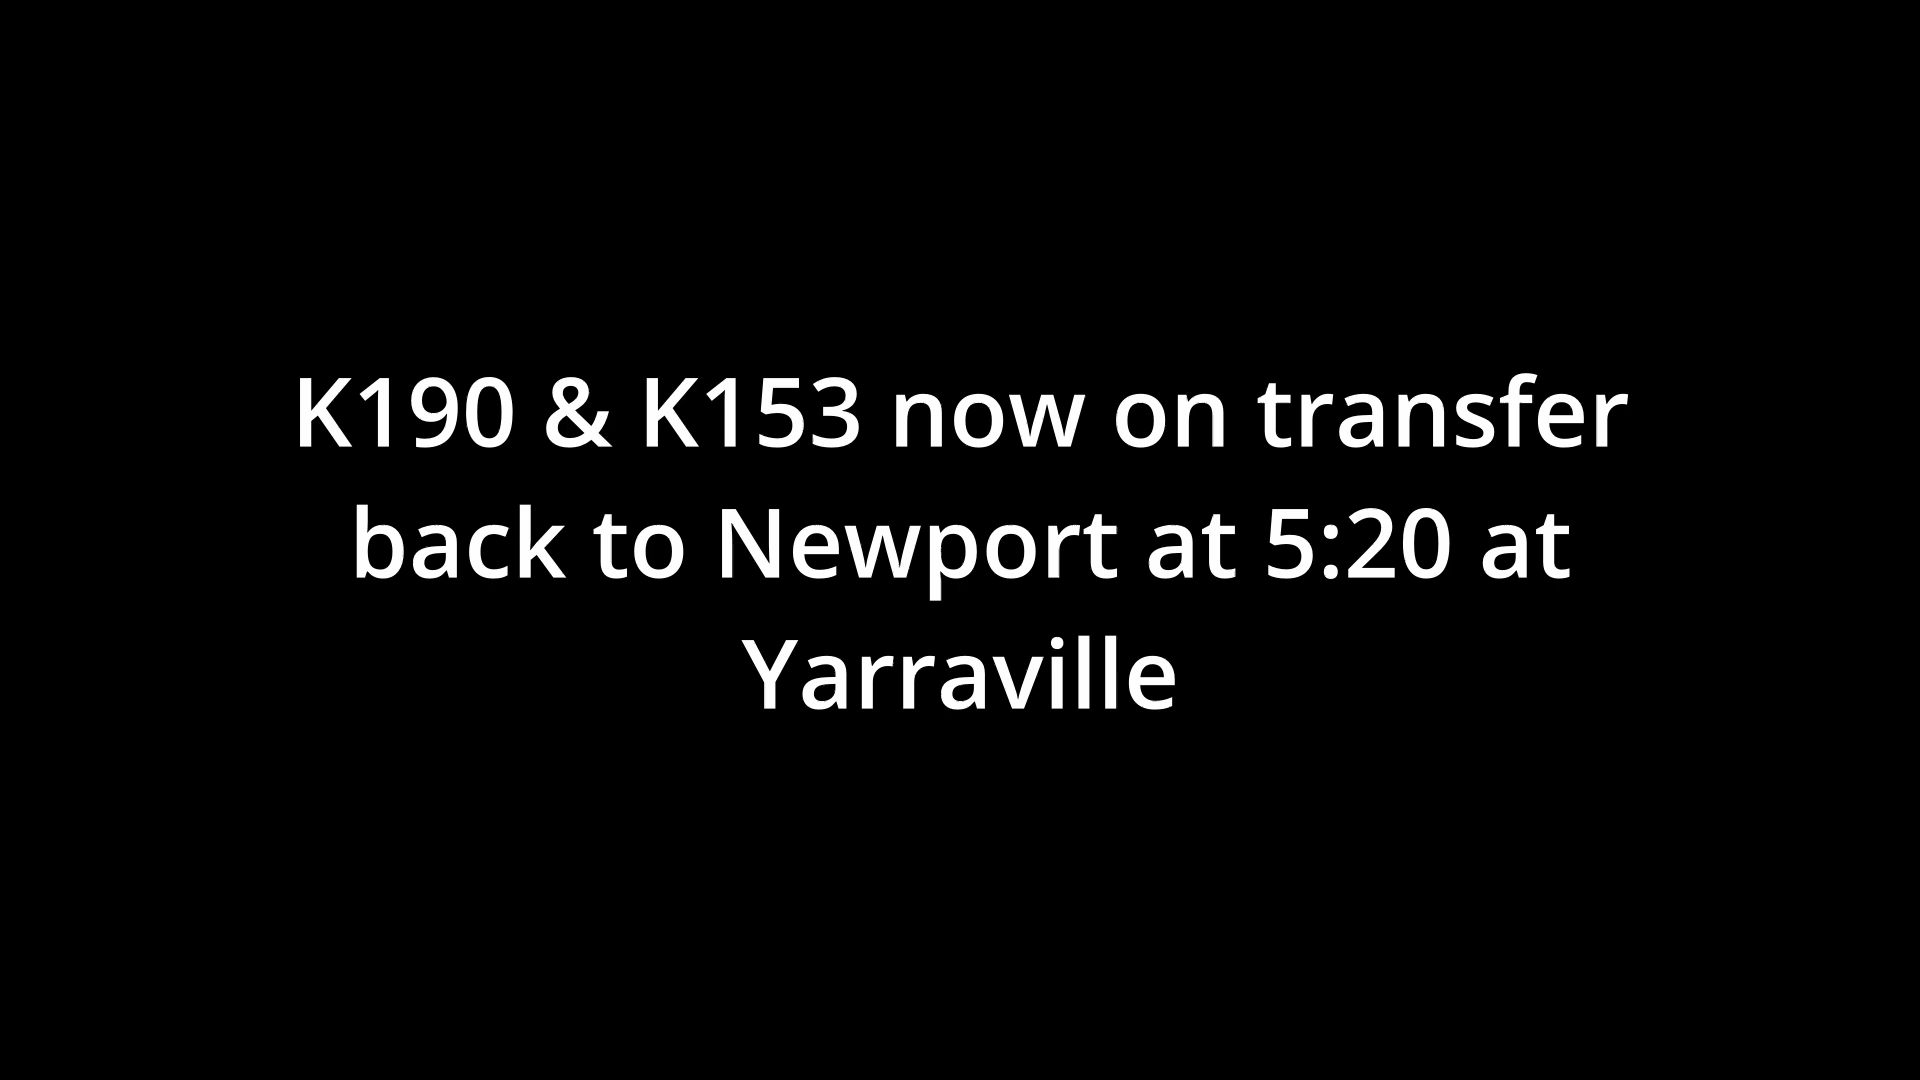 K190 & K153 now on transfer
back to Newport at 5:20 at
Yarraville